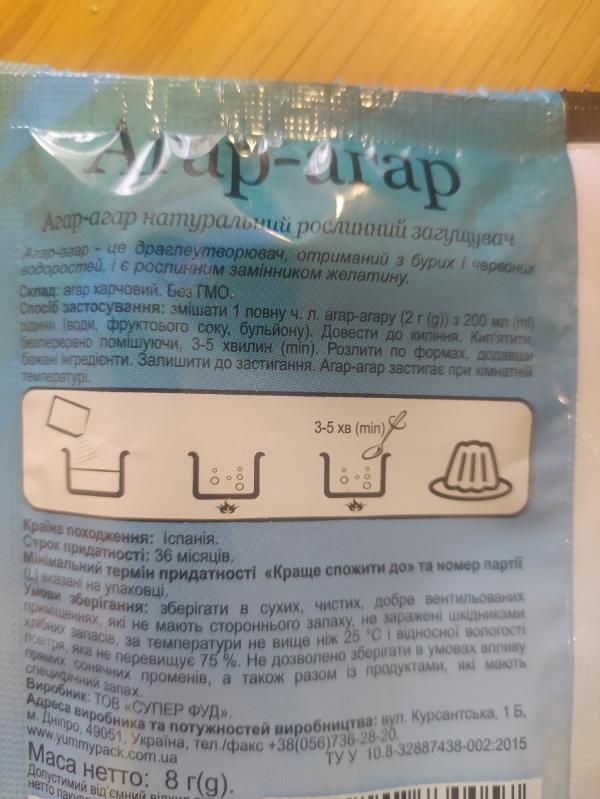 Агар-агар
Агар-агар натуральний рослинний загущувач
Агар-агар - це драглеутворювач, отриманий з бурих і червоних
водоростей, і є рослинним замінником желатину.
Склад: агар харчовий. Без ГМО.
Спосіб застосування: змішати 1 повну ч. л. агар-агару (2 г (g)) з 200 мл (ml)
рідини (води, фруктового соку, бульйону). Довести до кипіння. Кип'ятити,
безперервно помішуючи, 3-5 хвилин (min). Розлити по формах, додавши
бажані інгредієнти. Залишити до застигання. Агар-агар застигає при кімнатній
температурі.
3-5 хв (min)
Країна походження: Іспанія.
Строк придатності: 36 місяців.
Мінімальний термін придатності «Краще спожити до» та номер партії
(L) вказані на упаковці.
Умови зберігання: зберігати в сухих, чистих, добре вентильованих
приміщеннях, які не мають стороннього запаху, не заражені шкідниками
хлібних запасів, за температури не вище ніж 25 °С і відносної вологості
повітря, яка не перевищує 75 %. Не дозволено зберігати в умовах впливу
прямих сонячних променів, а також разом із продуктами, які мають
специфічний запах.
Виробник: ТОВ «СУПЕР ФУД».
Адреса виробника та потужностей виробництва: вул. Курсантська, 1 Б,
м. Дніпро, 49051, Україна, тел./факс +38(056)736-28-20.
www.yummypack.com.ua ТУ У 10.8-32887438-002:2015
Маса нетто: 8 г(g).
Допустимий від'ємний
нетто